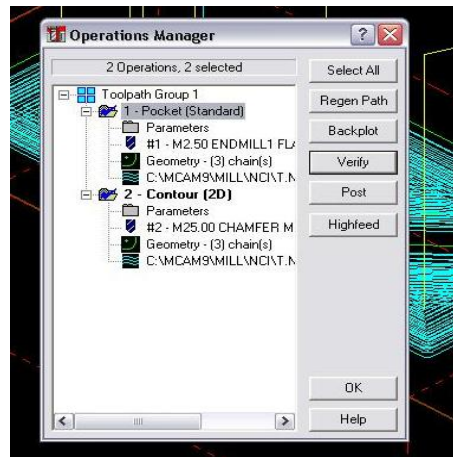 Operations Manager
2 Operations, 2 selected
Select All
Toolpath Group 1
Regen Path
1 - Pocket (Standard)
Parameters
Backplot
#1 - M2.50 ENDMILL1 FLA
Geometry - (3) chain(s)
Verify
C:\MCAM9\MILL\NCI\T.N
2 - Contour (2D)
Post
Parameters
#2 - M25.00 CHAMFER M
Highfeed
Geometry - (3) chain(s)
C:\MCAM9\MILL\NCI\T.N
OK
Help